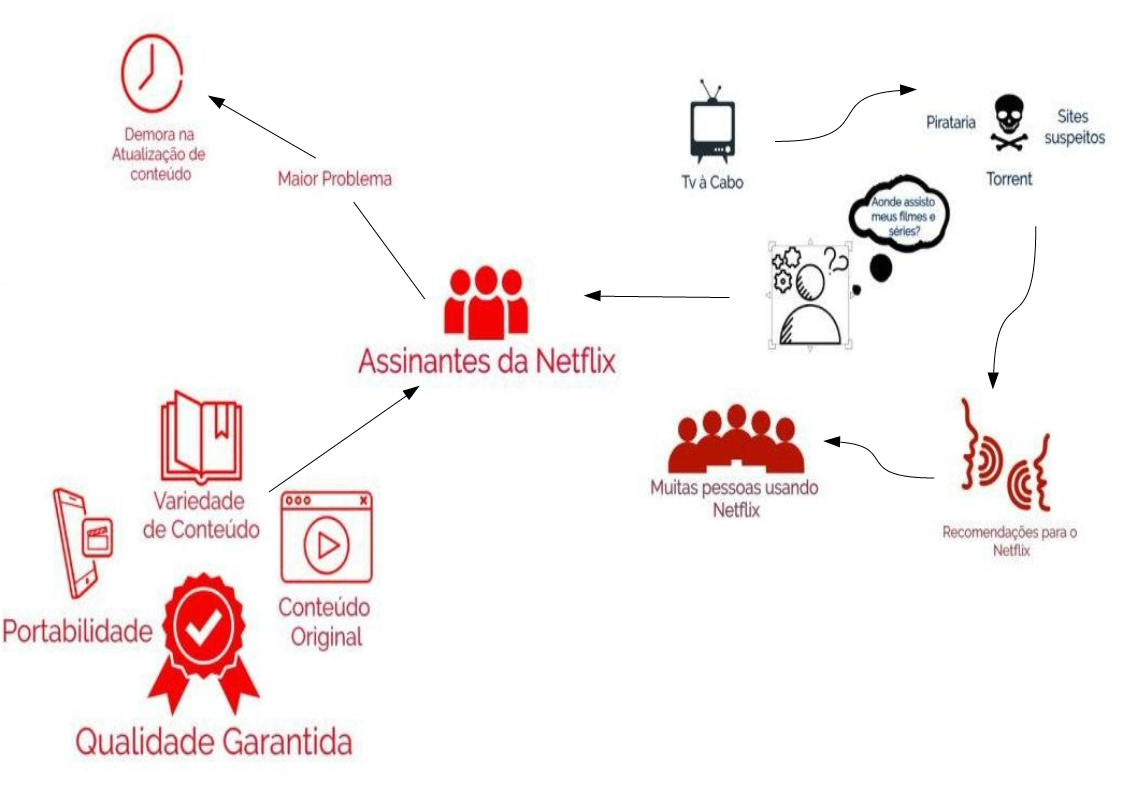 Demora na
Atualização de
conteúdo
Maior Problema
Tv à Cabo
Pirataria
Sites
suspeitos
Torrent
Aonde assisto
meus filmes e
séries?
Assinantes da Netflix
Muitas pessoas usando
Netflix
Recomendações para o
Netflix
Variedade
de Conteúdo
Portabilidade
Conteúdo
Original
Qualidade Garantida